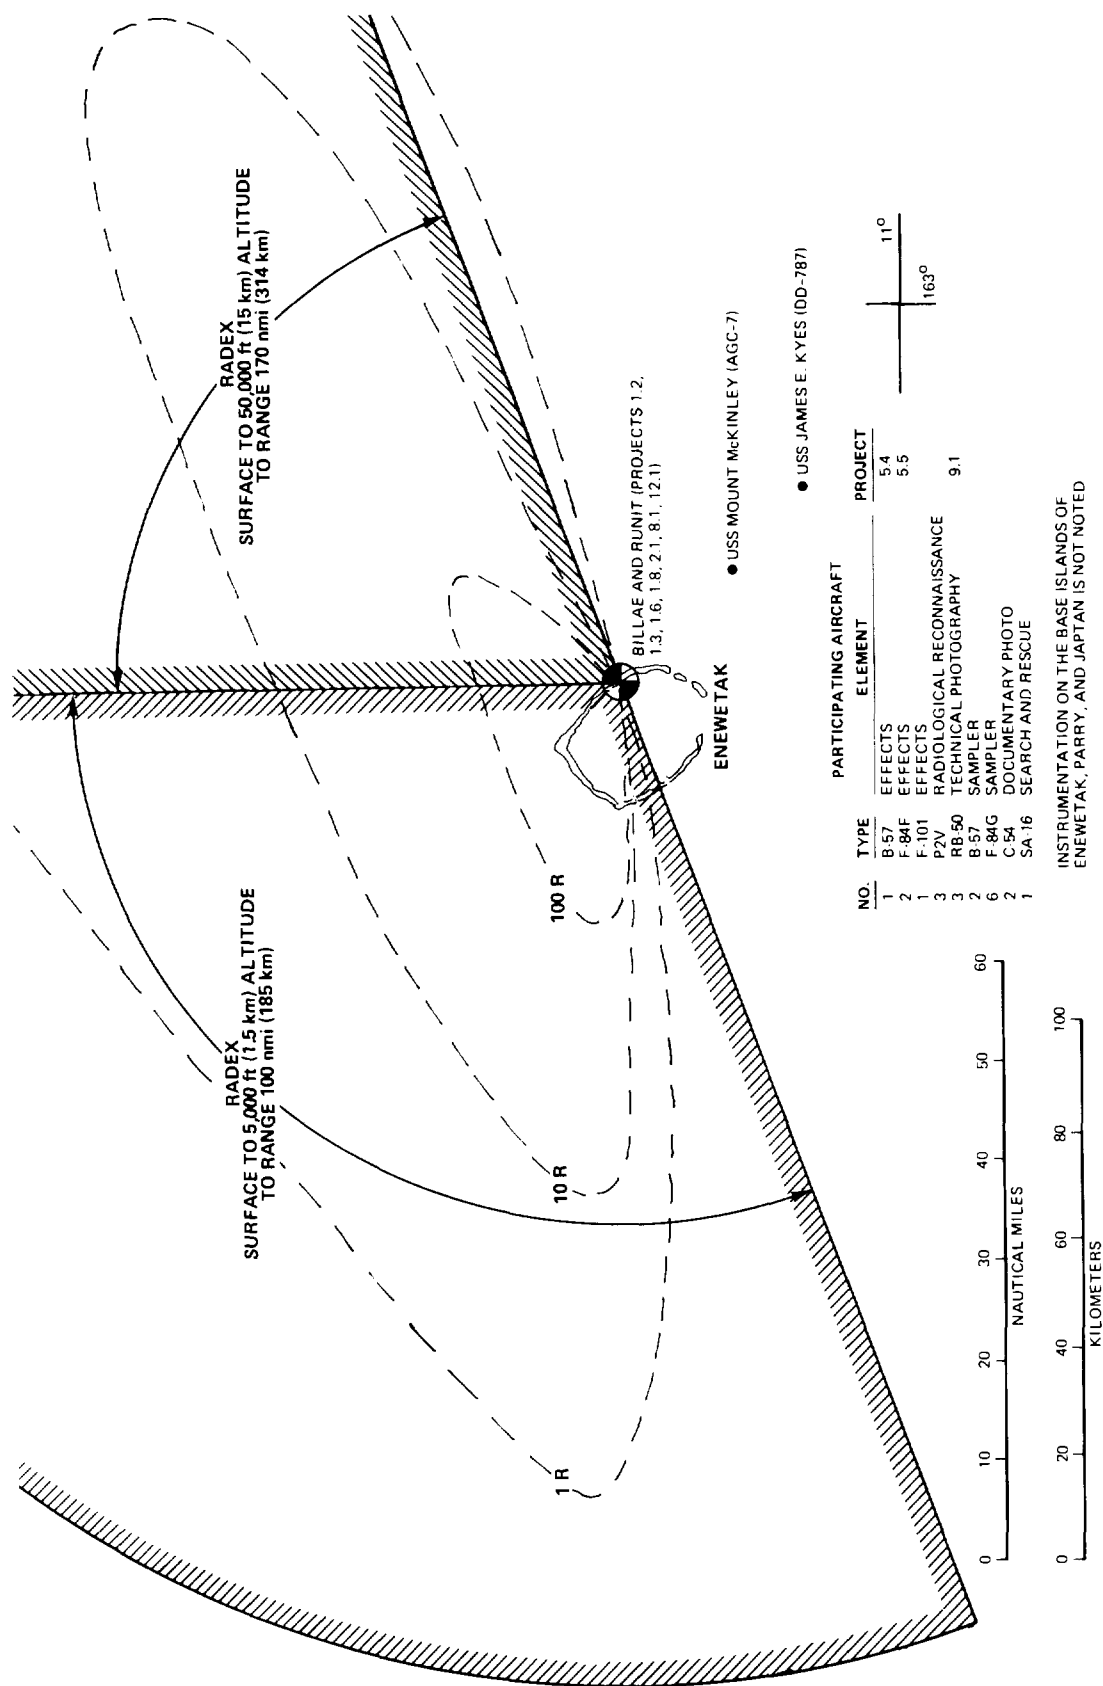 RADEX
SURFACE TO 5,000 ft (1.5 km) ALTITUDE
TO RANGE 100 nmi (185 km)
RADEX
SURFACE TO 50,000 ft (15 km) ALTITUDE
TO RANGE 170 nmi (314 km)
1 R
10 R
100 R
BILLAE AND RUNIT (PROJECTS 1.2,
1.3, 1.6, 1.8, 2.1, 8.1, 12.1)
ENEWETAK
● USS MOUNT McKINLEY (AGC-7)
● USS JAMES E. KYES (DD-787)
11°
163°
PARTICIPATING AIRCRAFT
NO. TYPE ELEMENT PROJECT
1 B-57 EFFECTS 5.4
2 F-84F EFFECTS 5.5
1 F-101 EFFECTS
3 P2V RADIOLOGICAL RECONNAISSANCE
3 RB-50 TECHNICAL PHOTOGRAPHY 9.1
2 B-57 SAMPLER
6 F-84G SAMPLER
2 C-54 DOCUMENTARY PHOTO
1 SA-16 SEARCH AND RESCUE
INSTRUMENTATION ON THE BASE ISLANDS OF
ENEWETAK, PARRY, AND JAPTAN IS NOT NOTED
0 10 20 30 40 50 60
NAUTICAL MILES
0 20 40 60 80 100
KILOMETERS